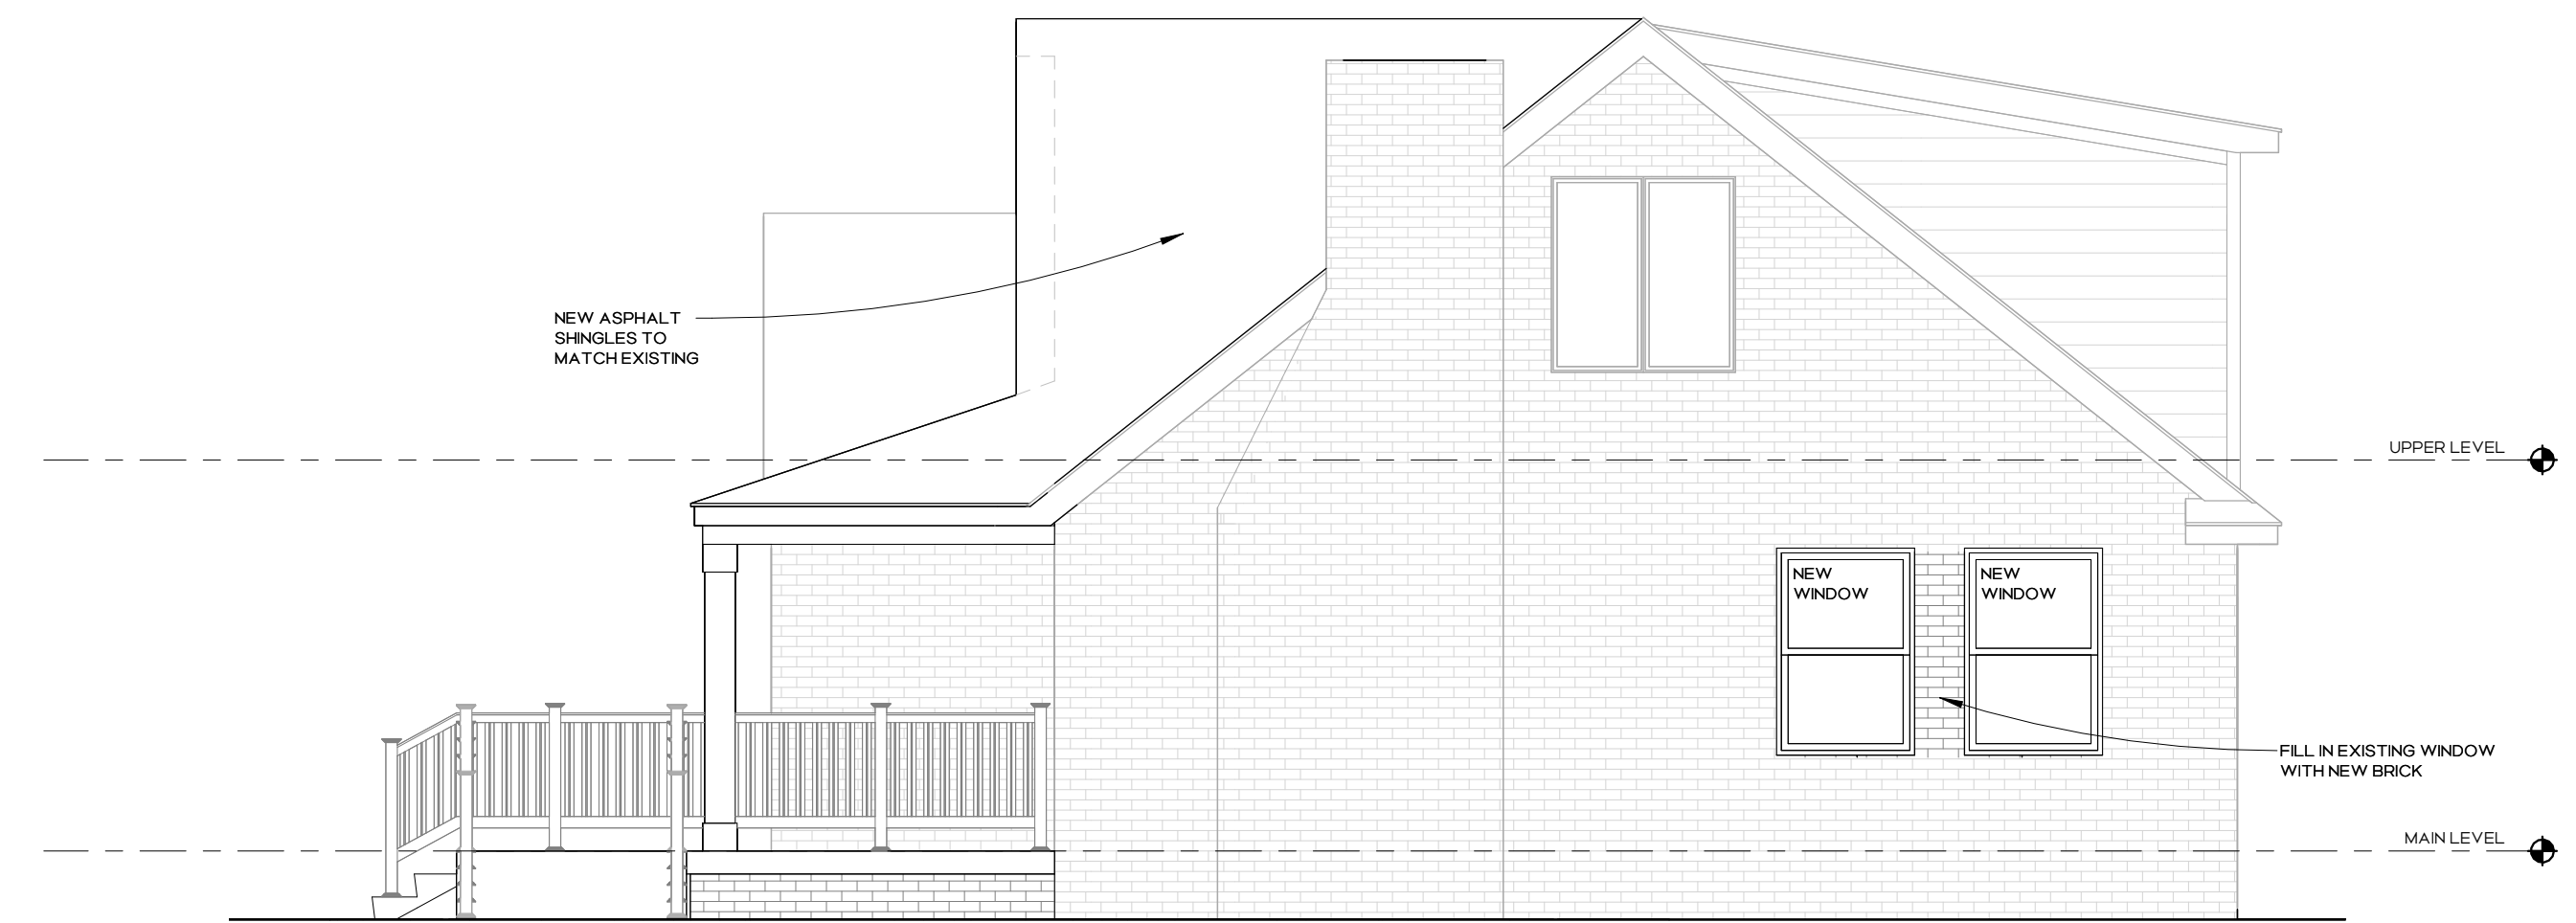 NEW ASPHALT
SHINGLES TO
MATCH EXISTING
UPPER LEVEL
NEW
WINDOW
NEW
WINDOW
FILL IN EXISTING WINDOW
WITH NEW BRICK
MAIN LEVEL